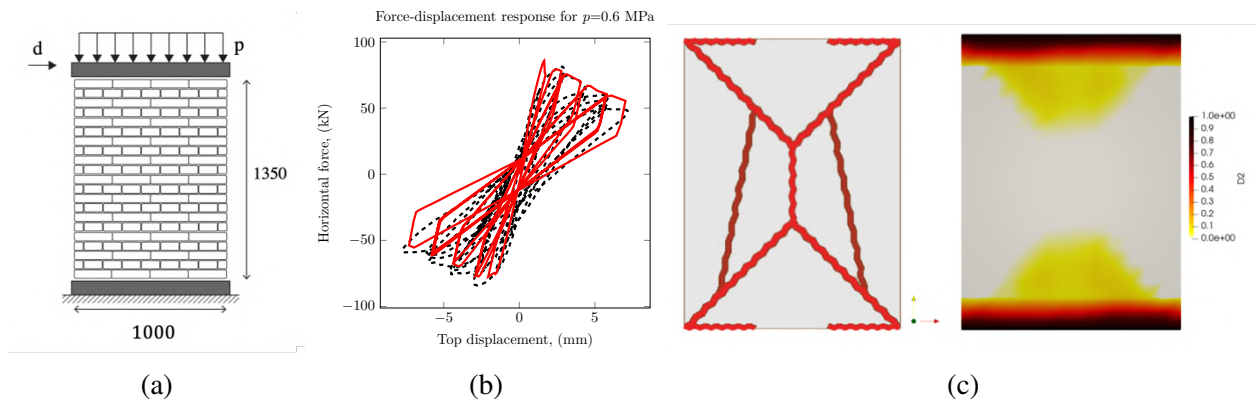 d
p
1350
1000
(a)
Force-displacement response for p=0.6 MPa
Horizontal force, (kN)
100
50
0
−50
−100
−5
0
5
Top displacement, (mm)
(b)
1.0e+00
0.9
0.8
0.7
0.6
0.5
0.4
0.3
0.2
0.1
0.0e+00
D2
(c)